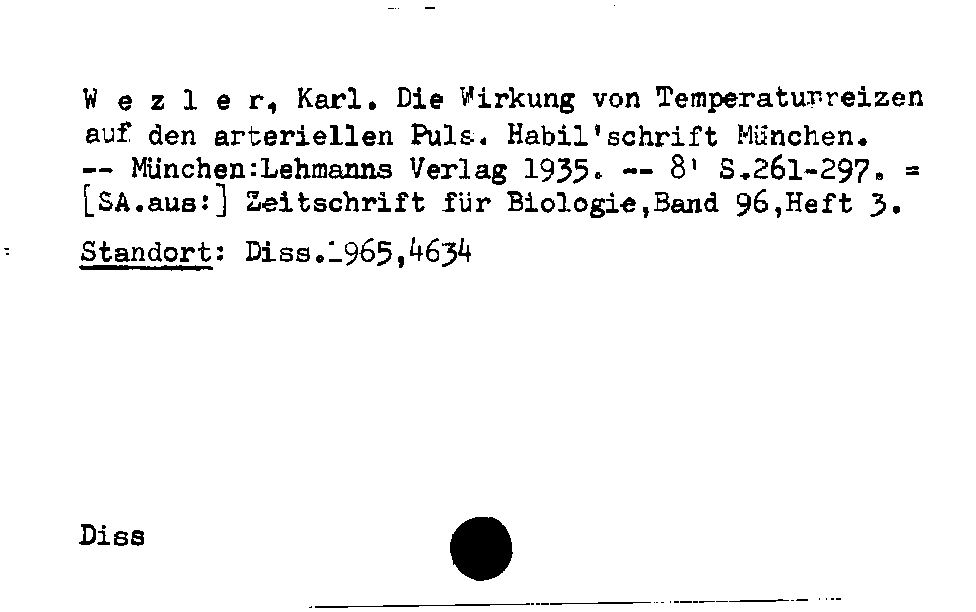 W e z l e r, Karl. Die Wirkung von Temperaturreizen
auf den arteriellen Puls. Habil'schrift München.
-- München:Lehmanns Verlag 1935. -- 8' S.261-297. =
[SA.aus:] Zeitschrift für Biologie,Band 96,Heft 3.
Standort: Diss.1965,4634
Diss